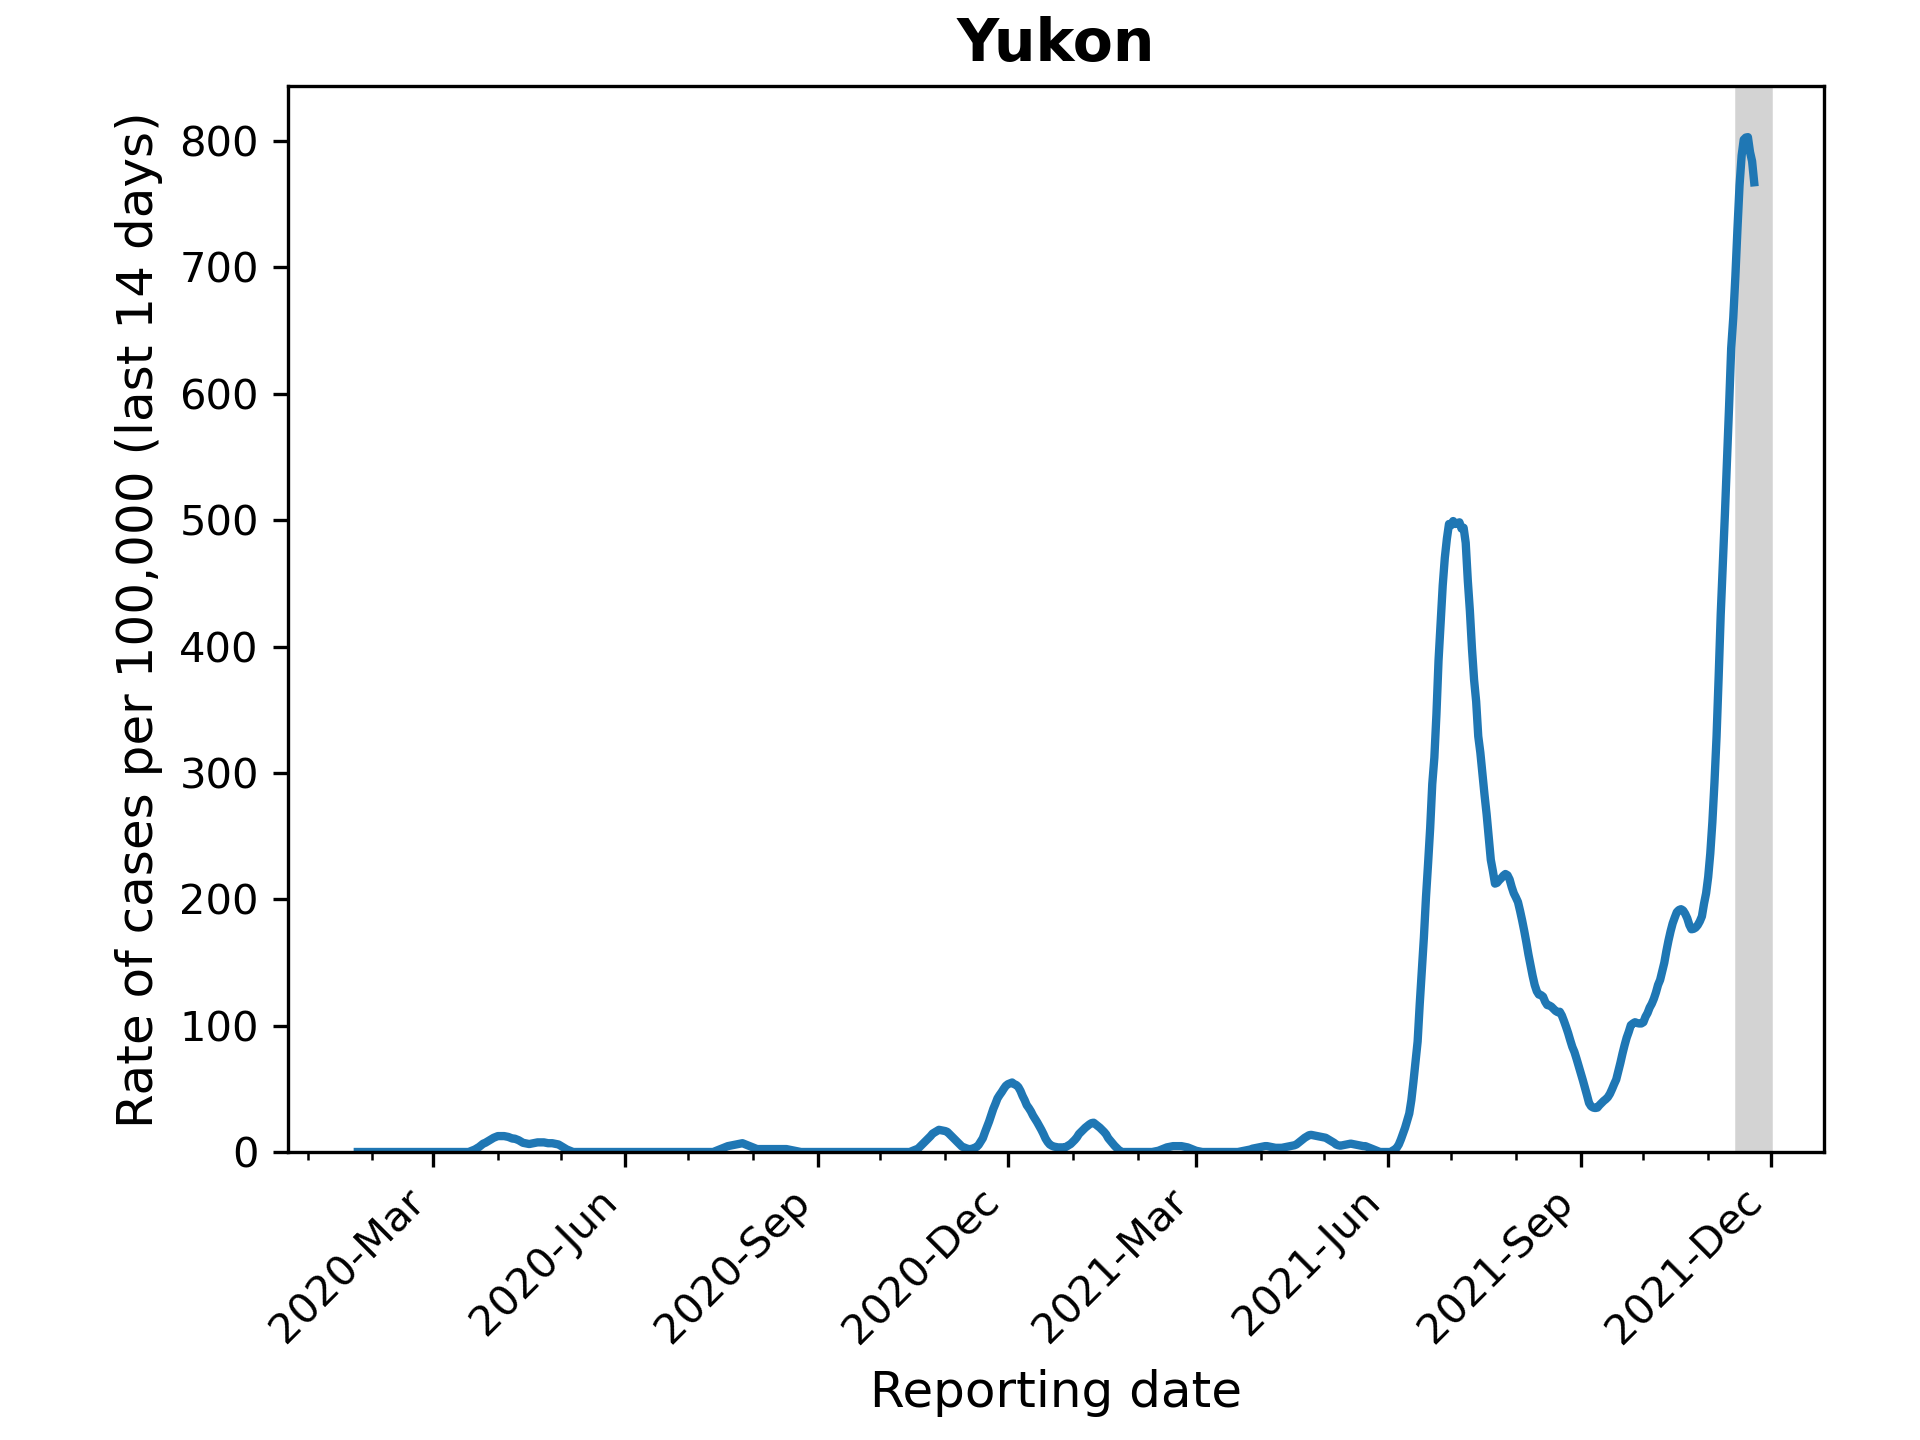 Yukon
Rate of cases per 100,000 (last 14 days)
800
700
600
500
400
300
200
100
0
2020-Mar
2020-Jun
2020-Sep
2020-Dec
2021-Mar
2021-Jun
2021-Sep
2021-Dec
Reporting date